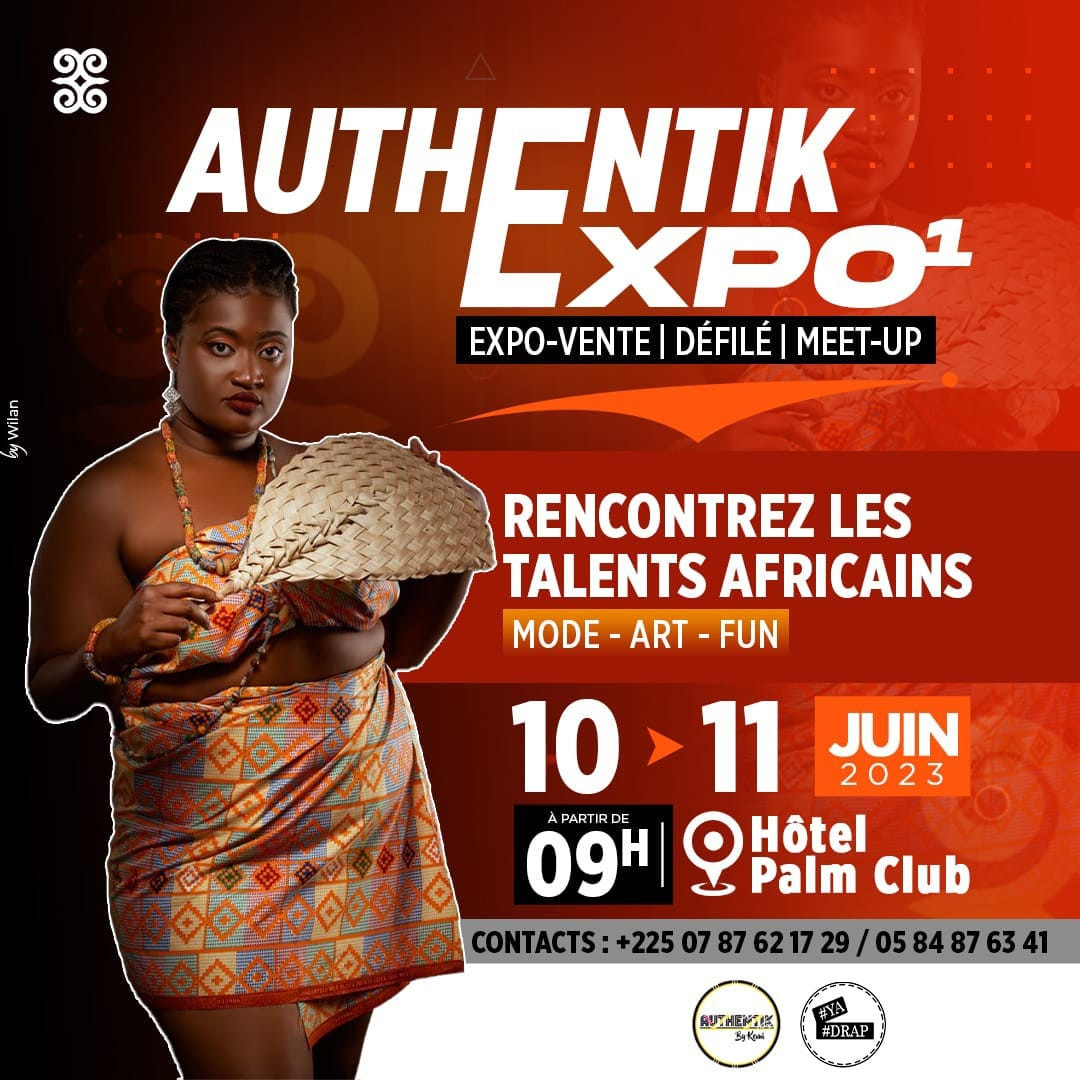 AUTHENTIK
EXPO¹
EXPO-VENTE | DÉFILÉ | MEET-UP
by Wilan
RENCONTREZ LES
TALENTS AFRICAINS
MODE - ART - FUN
10 11 JUIN
2023
À PARTIR DE
09H
Hôtel
Palm Club
CONTACTS : +225 07 87 62 17 29 / 05 84 87 63 41
AUTHENTIK
By Kemi
#YA
#DRAP